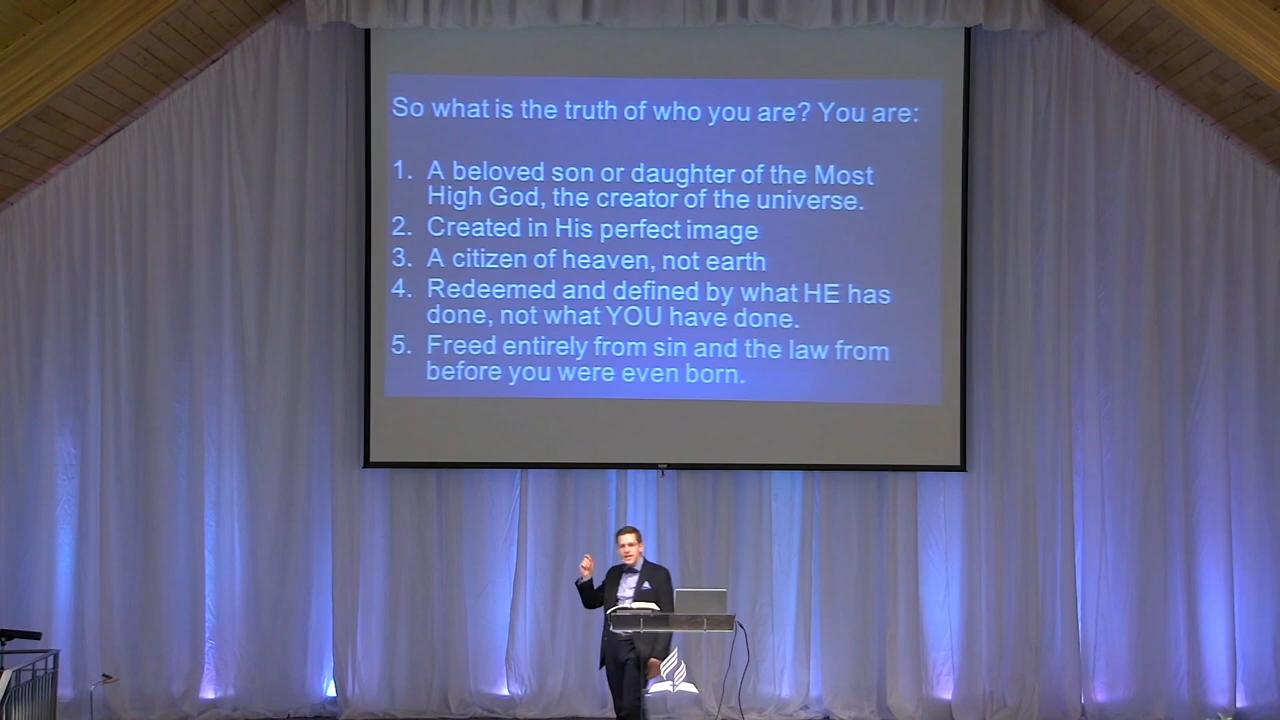 So what is the truth of who you are? You are:
1. A beloved son or daughter of the Most
High God, the creator of the universe.
2. Created in His perfect image
3. A citizen of heaven, not earth
4. Redeemed and defined by what HE has
done, not what YOU have done.
5. Freed entirely from sin and the law from
before you were even born.